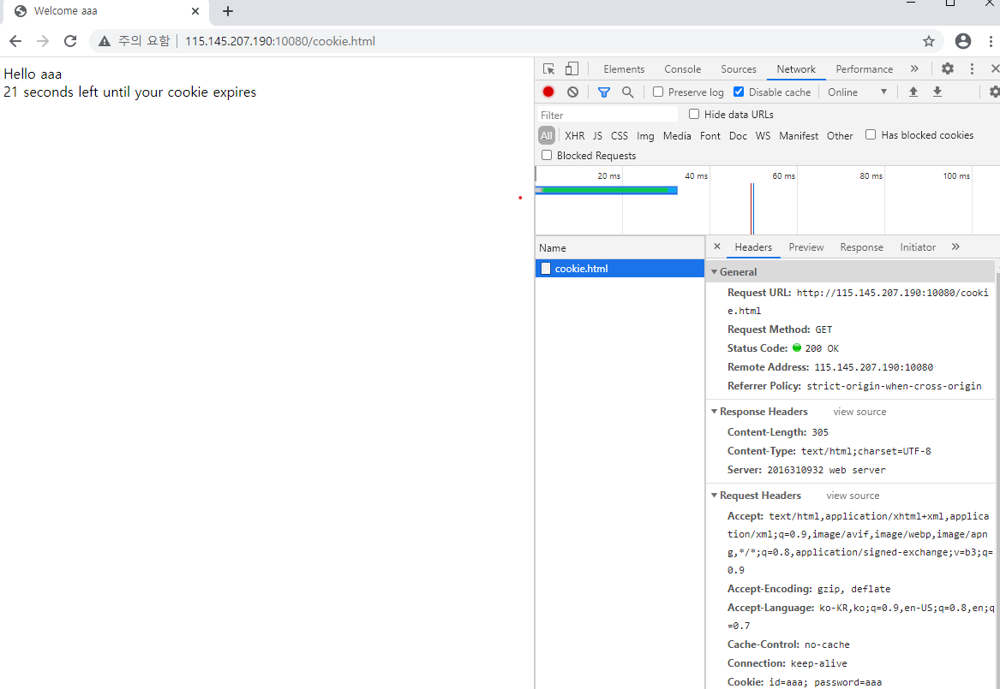 Welcome aaa
주의 요함 115.145.207.190:10080/cookie.html
Hello aaa
21 seconds left until your cookie expires
Elements Console Sources Network Performance »
Preserve log Disable cache Online
Filter Hide data URLs
All XHR JS CSS Img Media Font Doc WS Manifest Other Has blocked cookies
Blocked Requests
20 ms 40 ms 60 ms 80 ms 100 ms
Name
cookie.html
× Headers Preview Response Initiator »
General
Request URL: http://115.145.207.190:10080/cooki
e.html
Request Method: GET
Status Code: 200 OK
Remote Address: 115.145.207.190:10080
Referrer Policy: strict-origin-when-cross-origin
Response Headers view source
Content-Length: 305
Content-Type: text/html;charset=UTF-8
Server: 2016310932 web server
Request Headers view source
Accept: text/html,application/xhtml+xml,applica
tion/xml;q=0.9,image/avif,image/webp,image/apn
g,*/*;q=0.8,application/signed-exchange;v=b3;q=
0.9
Accept-Encoding: gzip, deflate
Accept-Language: ko-KR,ko;q=0.9,en-US;q=0.8,en;q
=0.7
Cache-Control: no-cache
Connection: keep-alive
Cookie: id=aaa; password=aaa